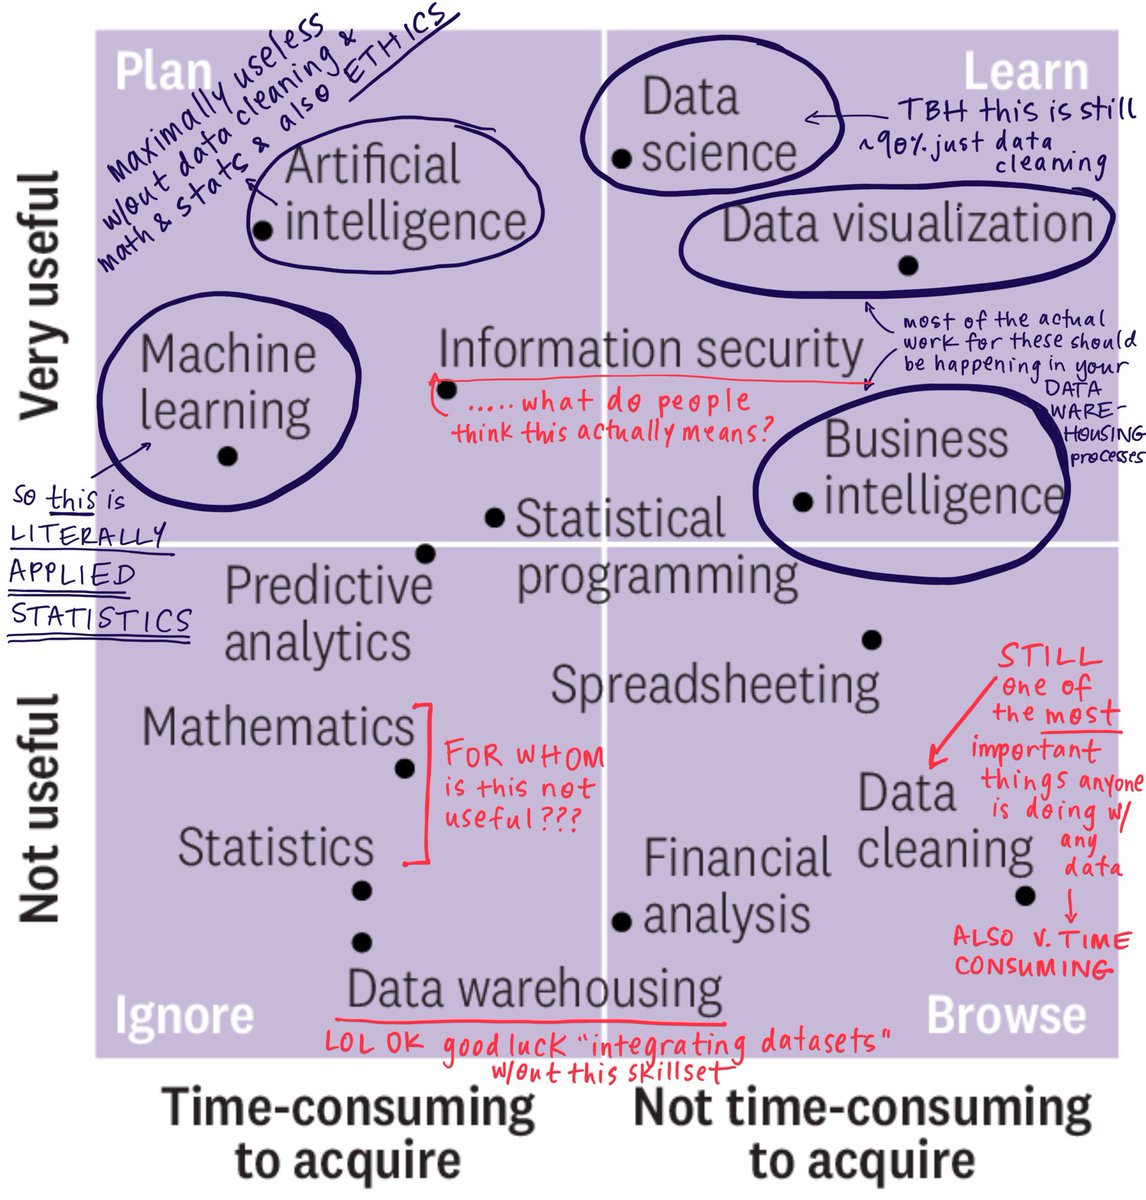 Plan
Learn
maximally useless
w/out data cleaning &
math & stats & also ETHICS
Artificial
intelligence
Data
science
TBH this is still
~90% just data
cleaning
Data visualization
Very useful
Machine
learning
Information security
..... what do people
think this actually means?
most of the actual
work for these should
be happening in your
DATA
WARE-
HOUSING
processes
Business
intelligence
so this is
LITERALLY
APPLIED
STATISTICS
Statistical
programming
Predictive
analytics
Spreadsheeting
STILL
one of
the most
important
things anyone
is doing w/
any
data
ALSO V. TIME
CONSUMING
Not useful
Mathematics
Statistics
FOR WHOM
is this not
useful???
Data
cleaning
Financial
analysis
Data warehousing
LOL OK good luck "integrating datasets"
w/out this skillset
Ignore
Browse
Time-consuming
to acquire
Not time-consuming
to acquire